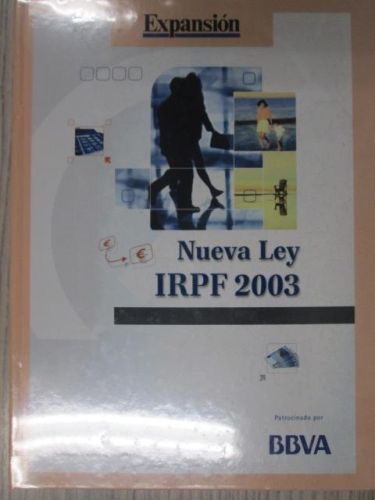 Expansión
Nueva Ley
IRPF 2003
Patrocinado por
BBVA